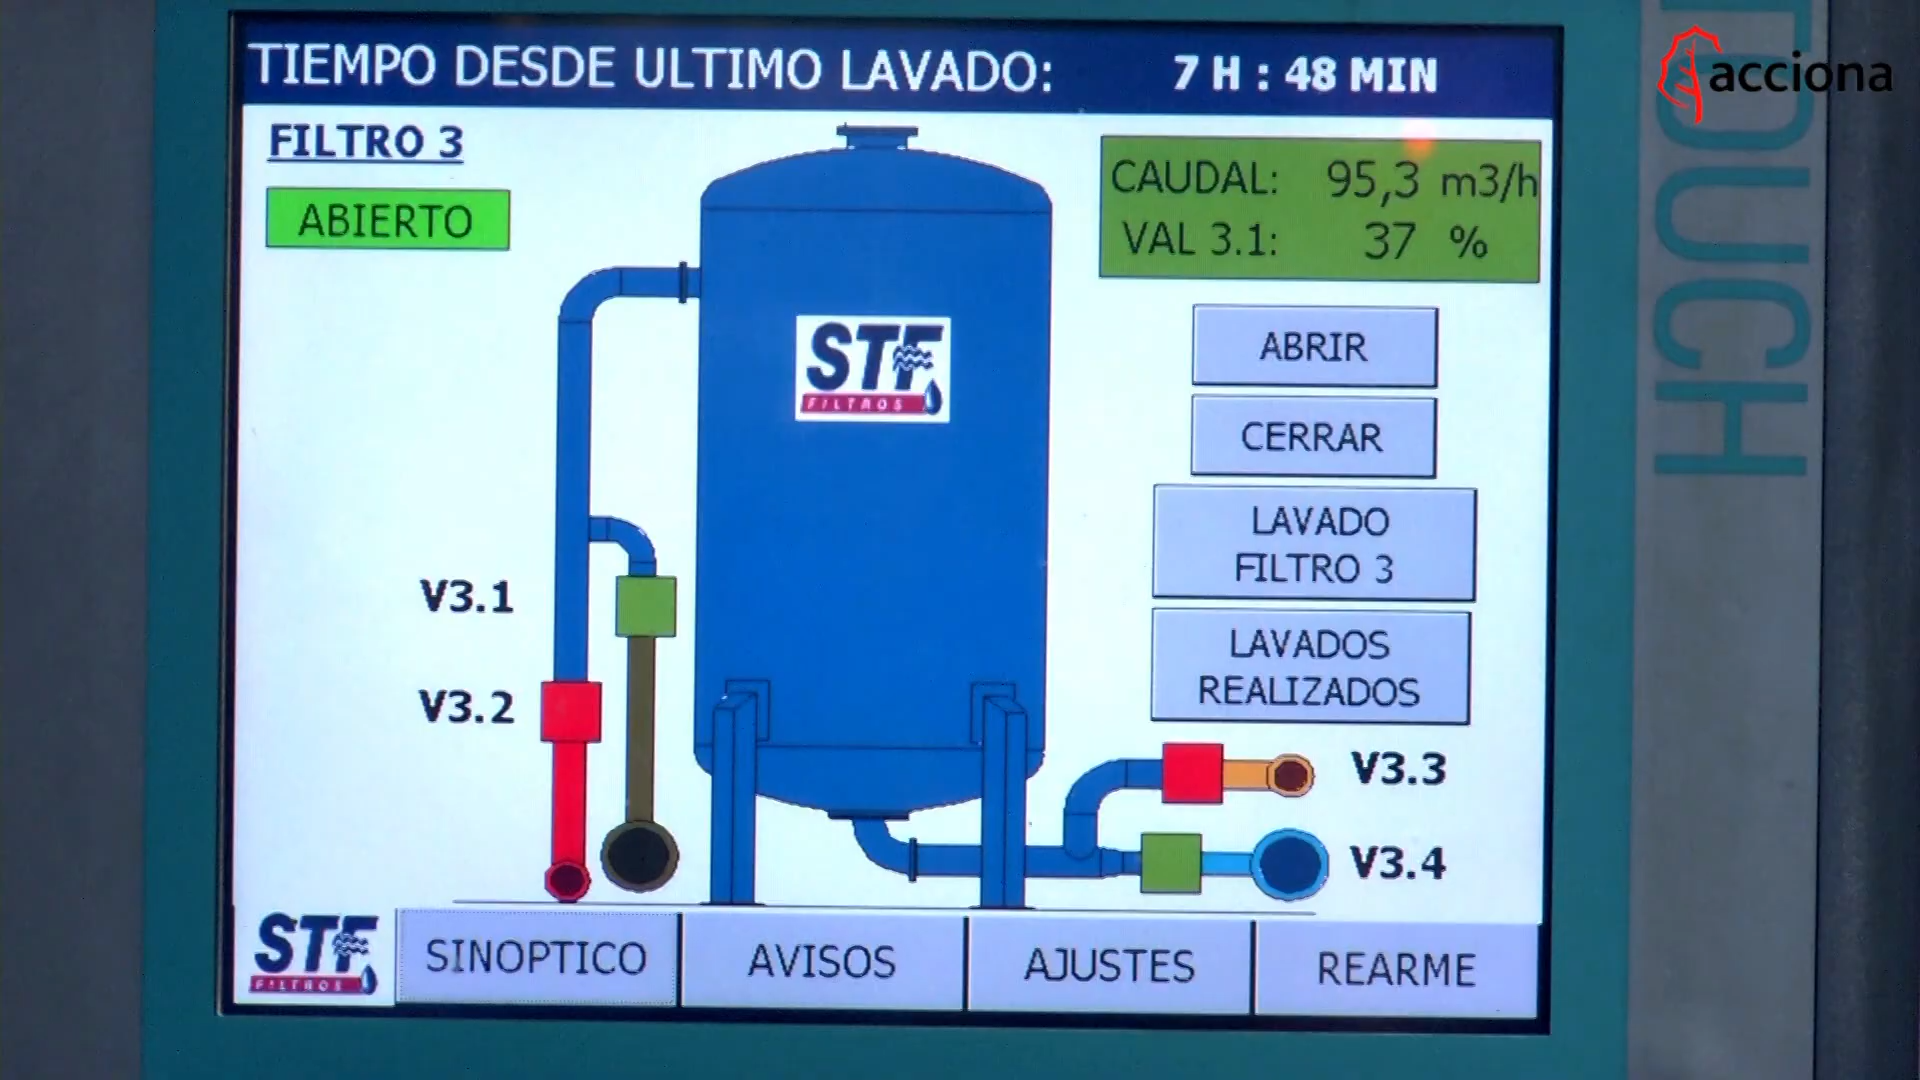 TIEMPO DESDE ULTIMO LAVADO: 7 H : 48 MIN
acciona
TOUCH
FILTRO 3
ABIERTO
CAUDAL: 95,3 m3/h
VAL 3.1: 37 %
STF
FILTROS
ABRIR
CERRAR
LAVADO
FILTRO 3
LAVADOS
REALIZADOS
V3.1
V3.2
V3.3
V3.4
STF
FILTROS
SINOPTICO
AVISOS
AJUSTES
REARME